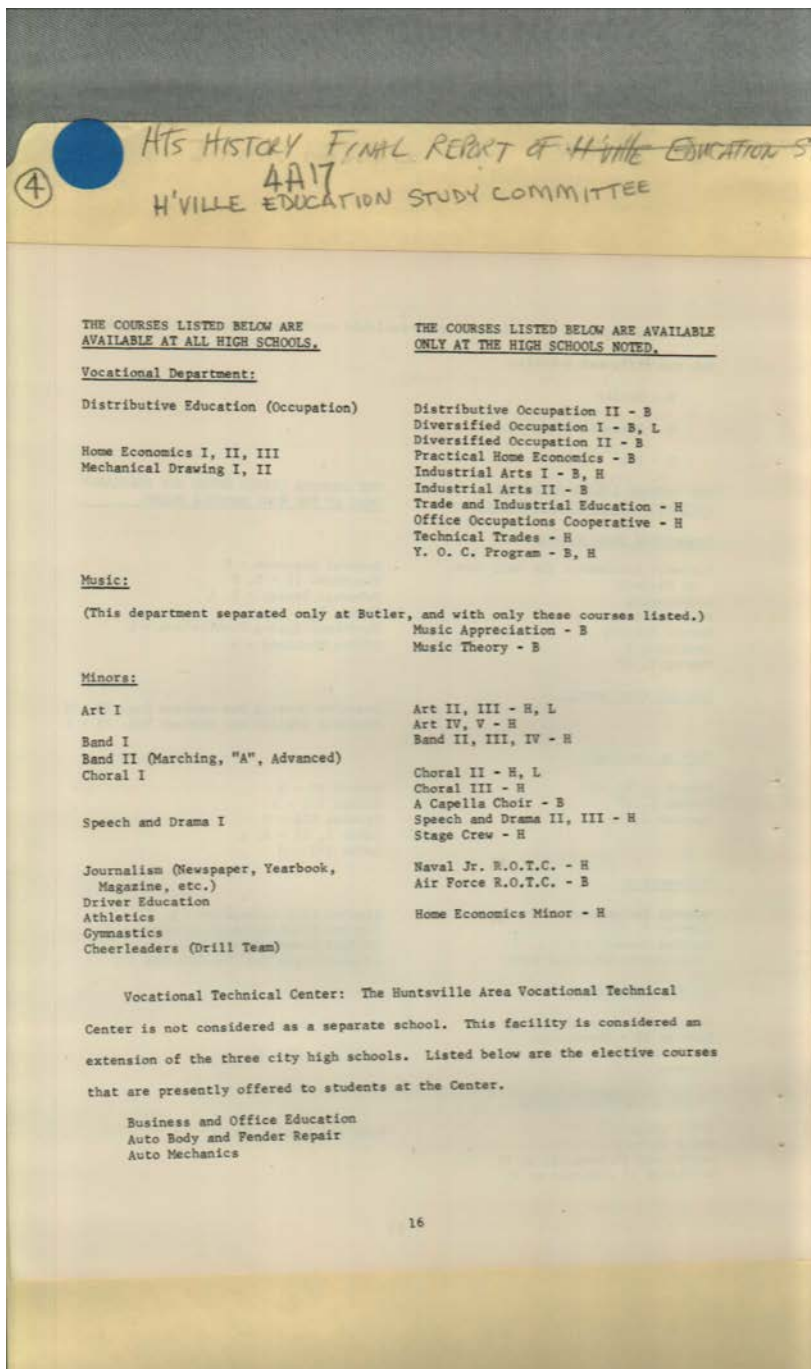 HTS HISTORY FINAL REPORT OF H'VILLE EDUCATION S
4
4A17
H'VILLE EDUCATION STUDY COMMITTEE
THE COURSES LISTED BELOW ARE
AVAILABLE AT ALL HIGH SCHOOLS.
THE COURSES LISTED BELOW ARE AVAILABLE
ONLY AT THE HIGH SCHOOLS NOTED.
Vocational Department:
Distributive Education (Occupation)
Distributive Occupation II - B
Diversified Occupation I - B, L
Diversified Occupation II - B
Home Economics I, II, III
Practical Home Economics - B
Mechanical Drawing I, II
Industrial Arts I - B, H
Industrial Arts II - B
Trade and Industrial Education - H
Office Occupations Cooperative - H
Technical Trades - H
Y. O. C. Program - B, H
Music:
(This department separated only at Butler, and with only these courses listed.)
Music Appreciation - B
Music Theory - B
Minors:
Art I
Art II, III - H, L
Art IV, V - H
Band I
Band II, III, IV - H
Band II (Marching, "A", Advanced)
Choral I
Choral II - H, L
Choral III - H
A Capella Choir - B
Speech and Drama I
Speech and Drama II, III - H
Stage Crew - H
Journalism (Newspaper, Yearbook,
Magazine, etc.)
Naval Jr. R.O.T.C. - H
Air Force R.O.T.C. - B
Driver Education
Athletics
Home Economics Minor - H
Gymnastics
Cheerleaders (Drill Team)
Vocational Technical Center: The Huntsville Area Vocational Technical
Center is not considered as a separate school. This facility is considered an
extension of the three city high schools. Listed below are the elective courses
that are presently offered to students at the Center.
Business and Office Education
Auto Body and Fender Repair
Auto Mechanics
16